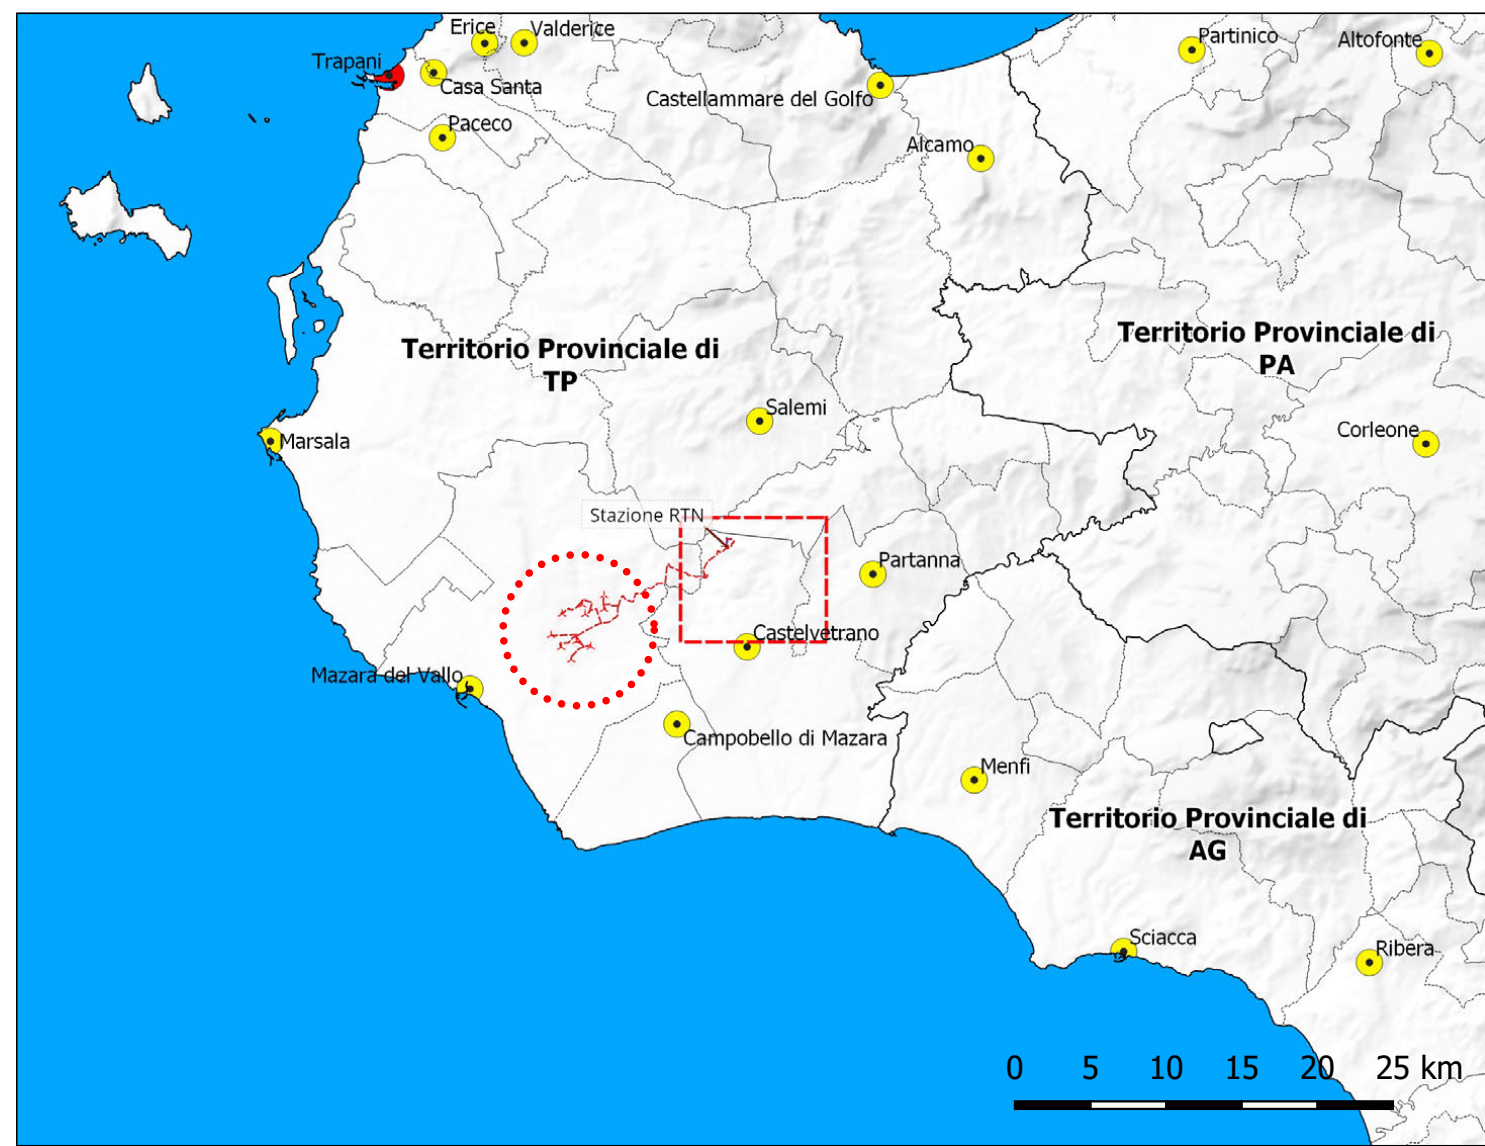 Erice
Valderice
Trapani
Casa Santa
Paceco
Castellammare del Golfo
Alcamo
Partinico
Altofonte
Territorio Provinciale di
TP
Territorio Provinciale di
PA
Salemi
Marsala
Corleone
Stazione RTN
Partanna
Castelvetrano
Mazara del Vallo
Campobello di Mazara
Menfi
Territorio Provinciale di
AG
Sciacca
Ribera
0 5 10 15 20 25 km